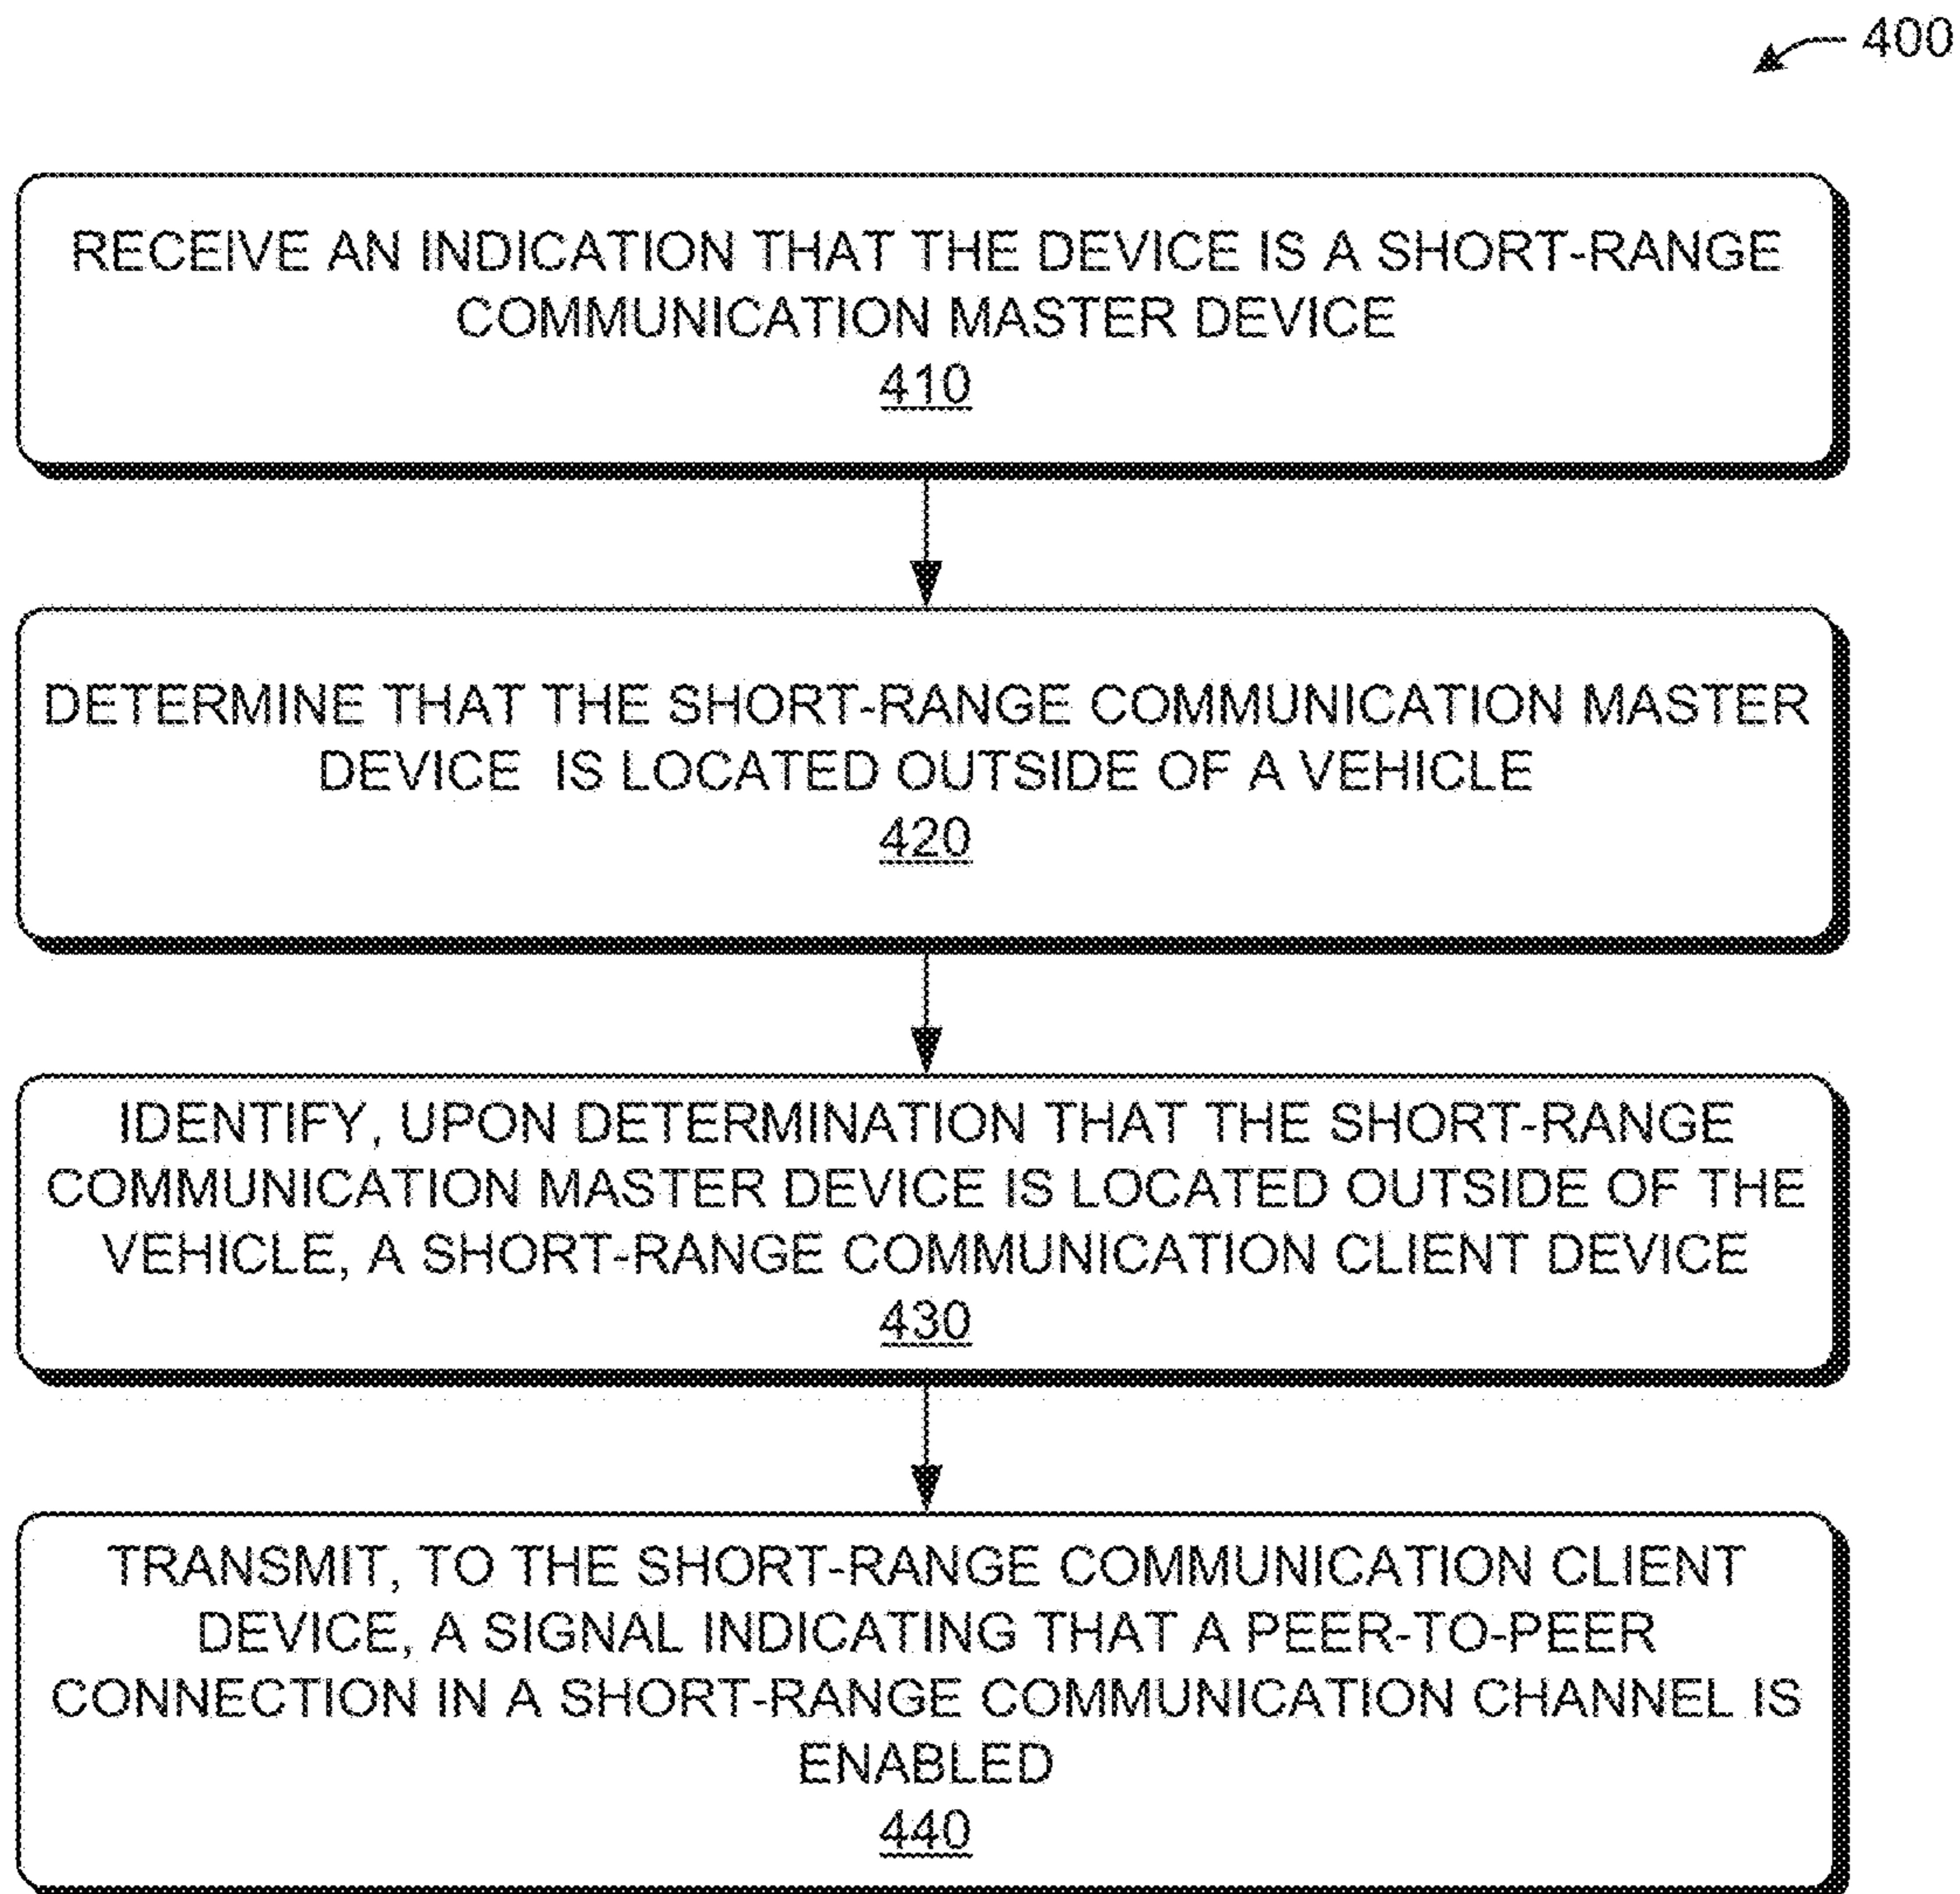 400
RECEIVE AN INDICATION THAT THE DEVICE IS A SHORT-RANGE
COMMUNICATION MASTER DEVICE
410
DETERMINE THAT THE SHORT-RANGE COMMUNICATION MASTER
DEVICE IS LOCATED OUTSIDE OF A VEHICLE
420
IDENTIFY, UPON DETERMINATION THAT THE SHORT-RANGE
COMMUNICATION MASTER DEVICE IS LOCATED OUTSIDE OF THE
VEHICLE, A SHORT-RANGE COMMUNICATION CLIENT DEVICE
430
TRANSMIT, TO THE SHORT-RANGE COMMUNICATION CLIENT
DEVICE, A SIGNAL INDICATING THAT A PEER-TO-PEER
CONNECTION IN A SHORT-RANGE COMMUNICATION CHANNEL IS
ENABLED
440